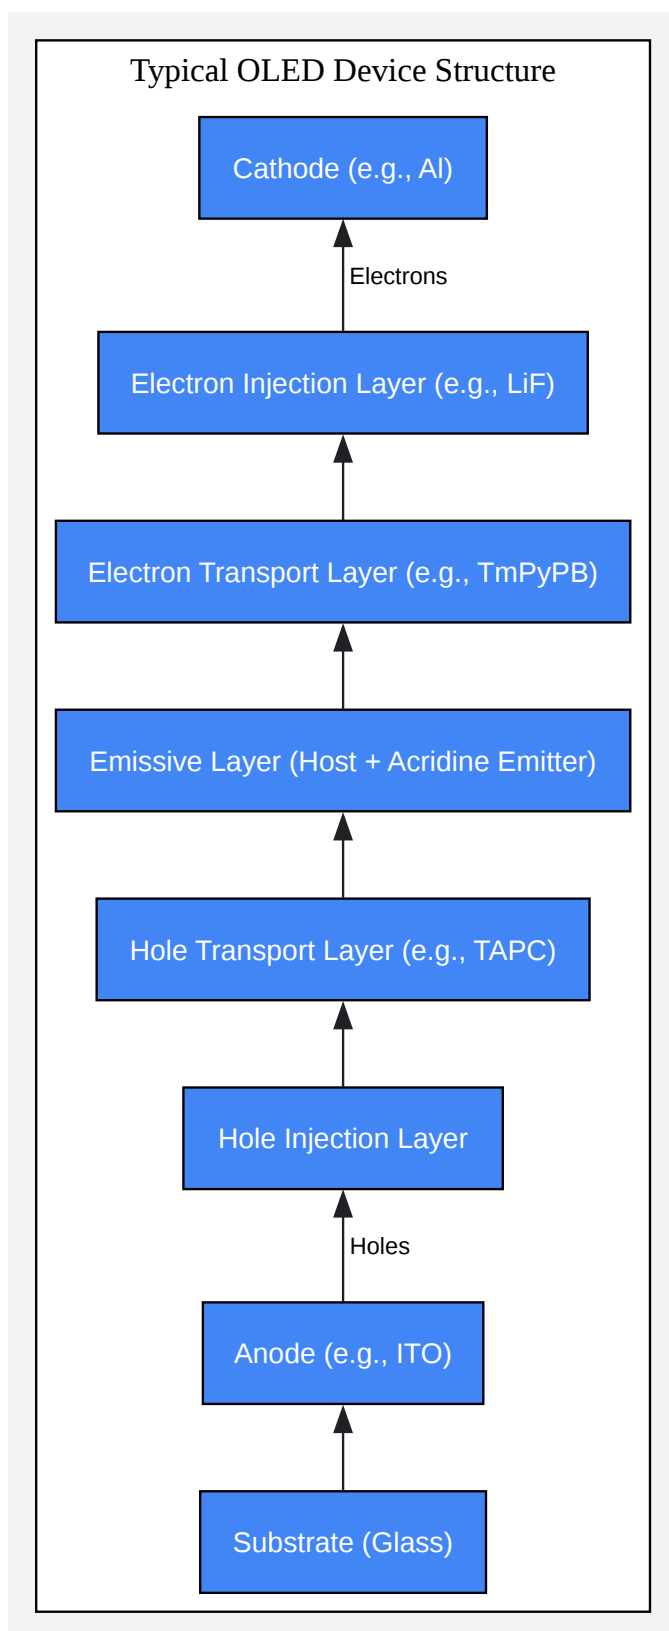 Typical OLED Device Structure
Cathode (e.g., Al)
Electrons
Electron Injection Layer (e.g., LiF)
Electron Transport Layer (e.g., TmPyPB)
Emissive Layer (Host + Acridine Emitter)
Hole Transport Layer (e.g., TAPC)
Hole Injection Layer
Holes
Anode (e.g., ITO)
Substrate (Glass)